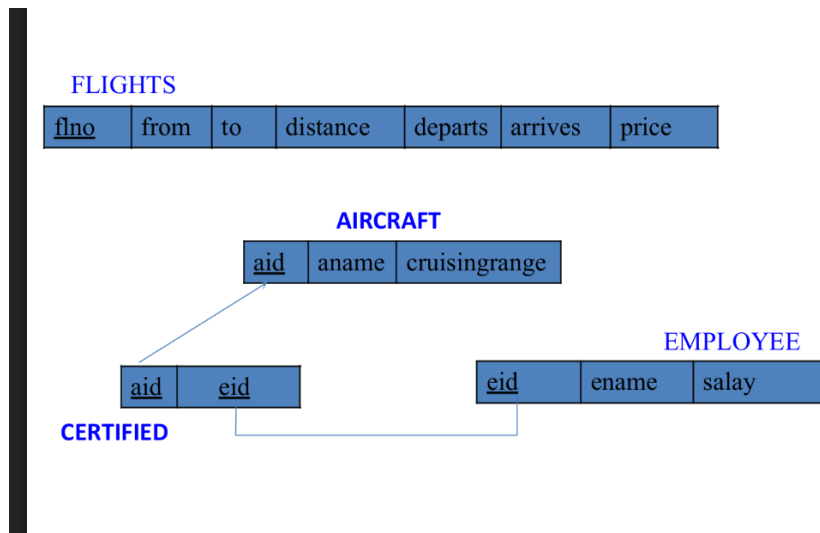 FLIGHTS
flno from to distance departs arrives price
AIRCRAFT
aid aname cruisingrange
EMPLOYEE
eid ename salay
aid eid
CERTIFIED